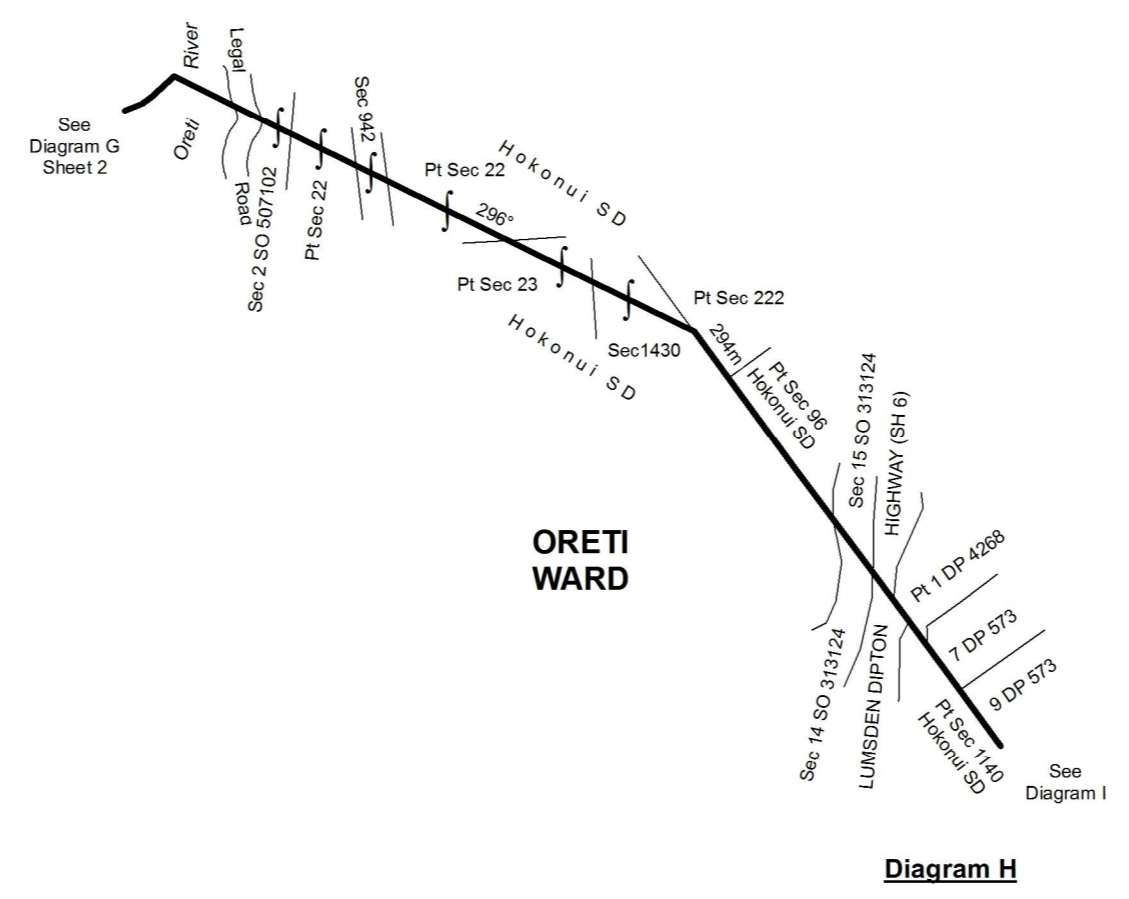 River
Legal
See
Diagram G
Sheet 2
Oreti
Road
Sec 2 SO 507102
Pt Sec 22
Sec 942
Pt Sec 22
Hokonui SD
296°
Pt Sec 23
Hokonui SD
Sec1430
Pt Sec 222
294m
Pt Sec 96
Hokonui SD
Sec 15 SO 313124
HIGHWAY (SH 6)
ORETI
WARD
Pt 1 DP 4268
7 DP 573
9 DP 573
Sec 14 SO 313124
LUMSDEN DIPTON
Pt Sec 1140
Hokonui SD
See
Diagram I
Diagram H